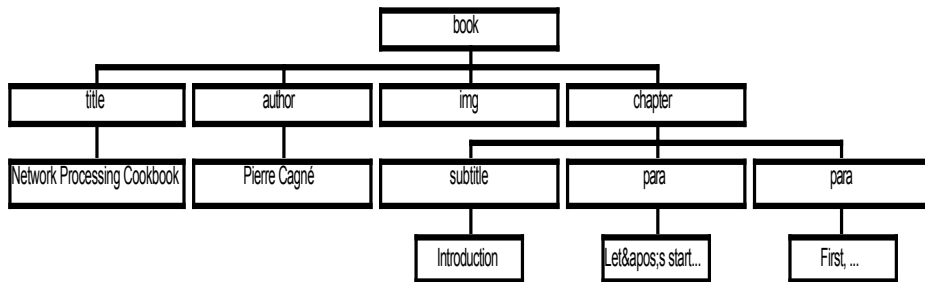 book
title
author
img
chapter
Network Processing Cookbook
Pierre Cagné
subtitle
para
para
Introduction
Let&apos;s start...
First, ...